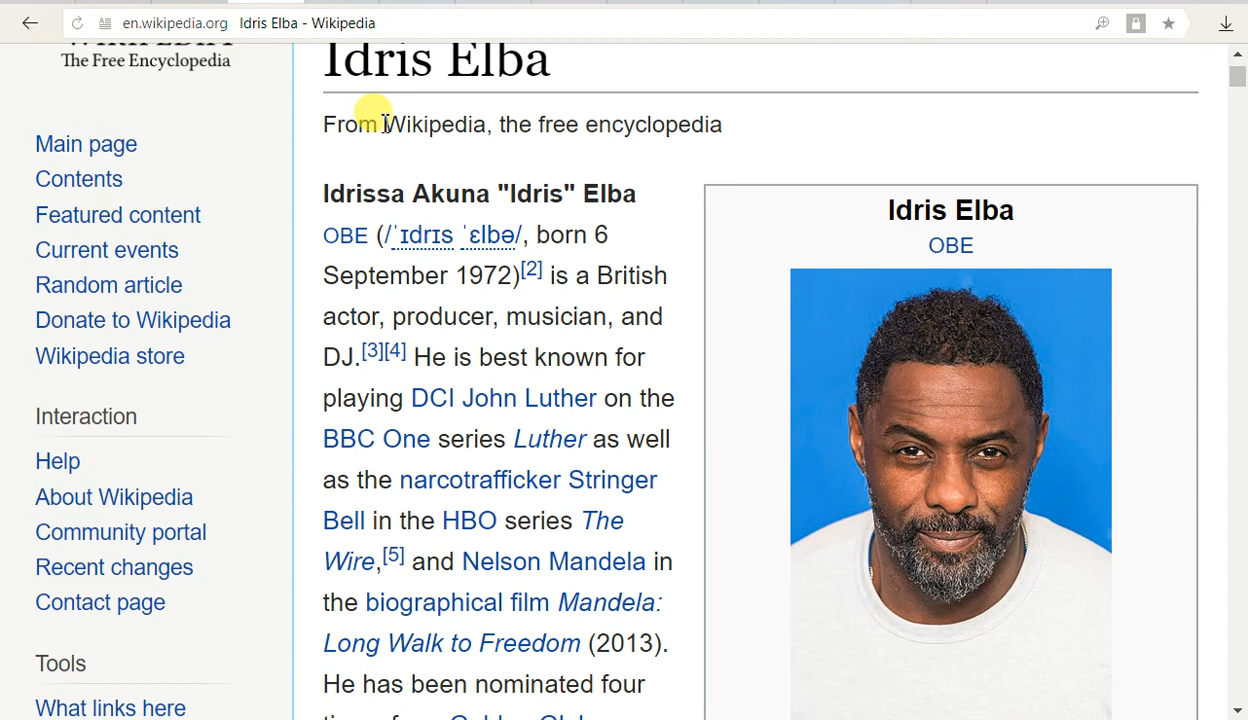 en.wikipedia.org Idris Elba - Wikipedia
The Free Encyclopedia
Main page
Contents
Featured content
Current events
Random article
Donate to Wikipedia
Wikipedia store
Interaction
Help
About Wikipedia
Community portal
Recent changes
Contact page
Tools
What links here
Idris Elba
From Wikipedia, the free encyclopedia
Idrissa Akuna "Idris" Elba
OBE (/ˈɪdrɪs ˈɛlbə/, born 6
September 1972)[2] is a British
actor, producer, musician, and
DJ.[3][4] He is best known for
playing DCI John Luther on the
BBC One series Luther as well
as the narcotrafficker Stringer
Bell in the HBO series The
Wire,[5] and Nelson Mandela in
the biographical film Mandela:
Long Walk to Freedom (2013).
He has been nominated four
Idris Elba
OBE